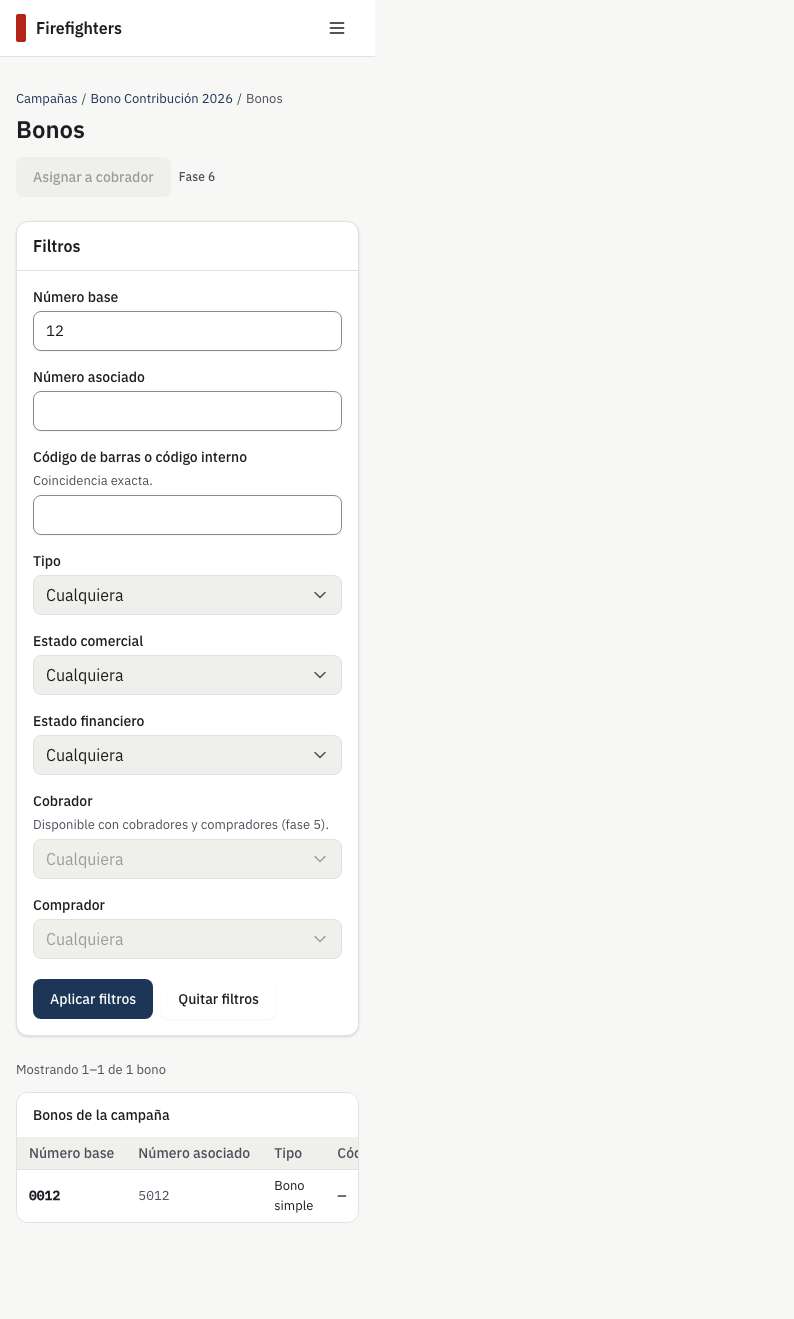 Firefighters
Campañas / Bono Contribución 2026 / Bonos
Bonos
Asignar a cobrador Fase 6
Filtros
Número base
12
Número asociado
Código de barras o código interno
Coincidencia exacta.
Tipo
Cualquiera
Estado comercial
Cualquiera
Estado financiero
Cualquiera
Cobrador
Disponible con cobradores y compradores (fase 5).
Cualquiera
Comprador
Cualquiera
Aplicar filtros Quitar filtros
Mostrando 1–1 de 1 bono
Bonos de la campaña
Número base Número asociado Tipo
0012 5012 Bono simple —